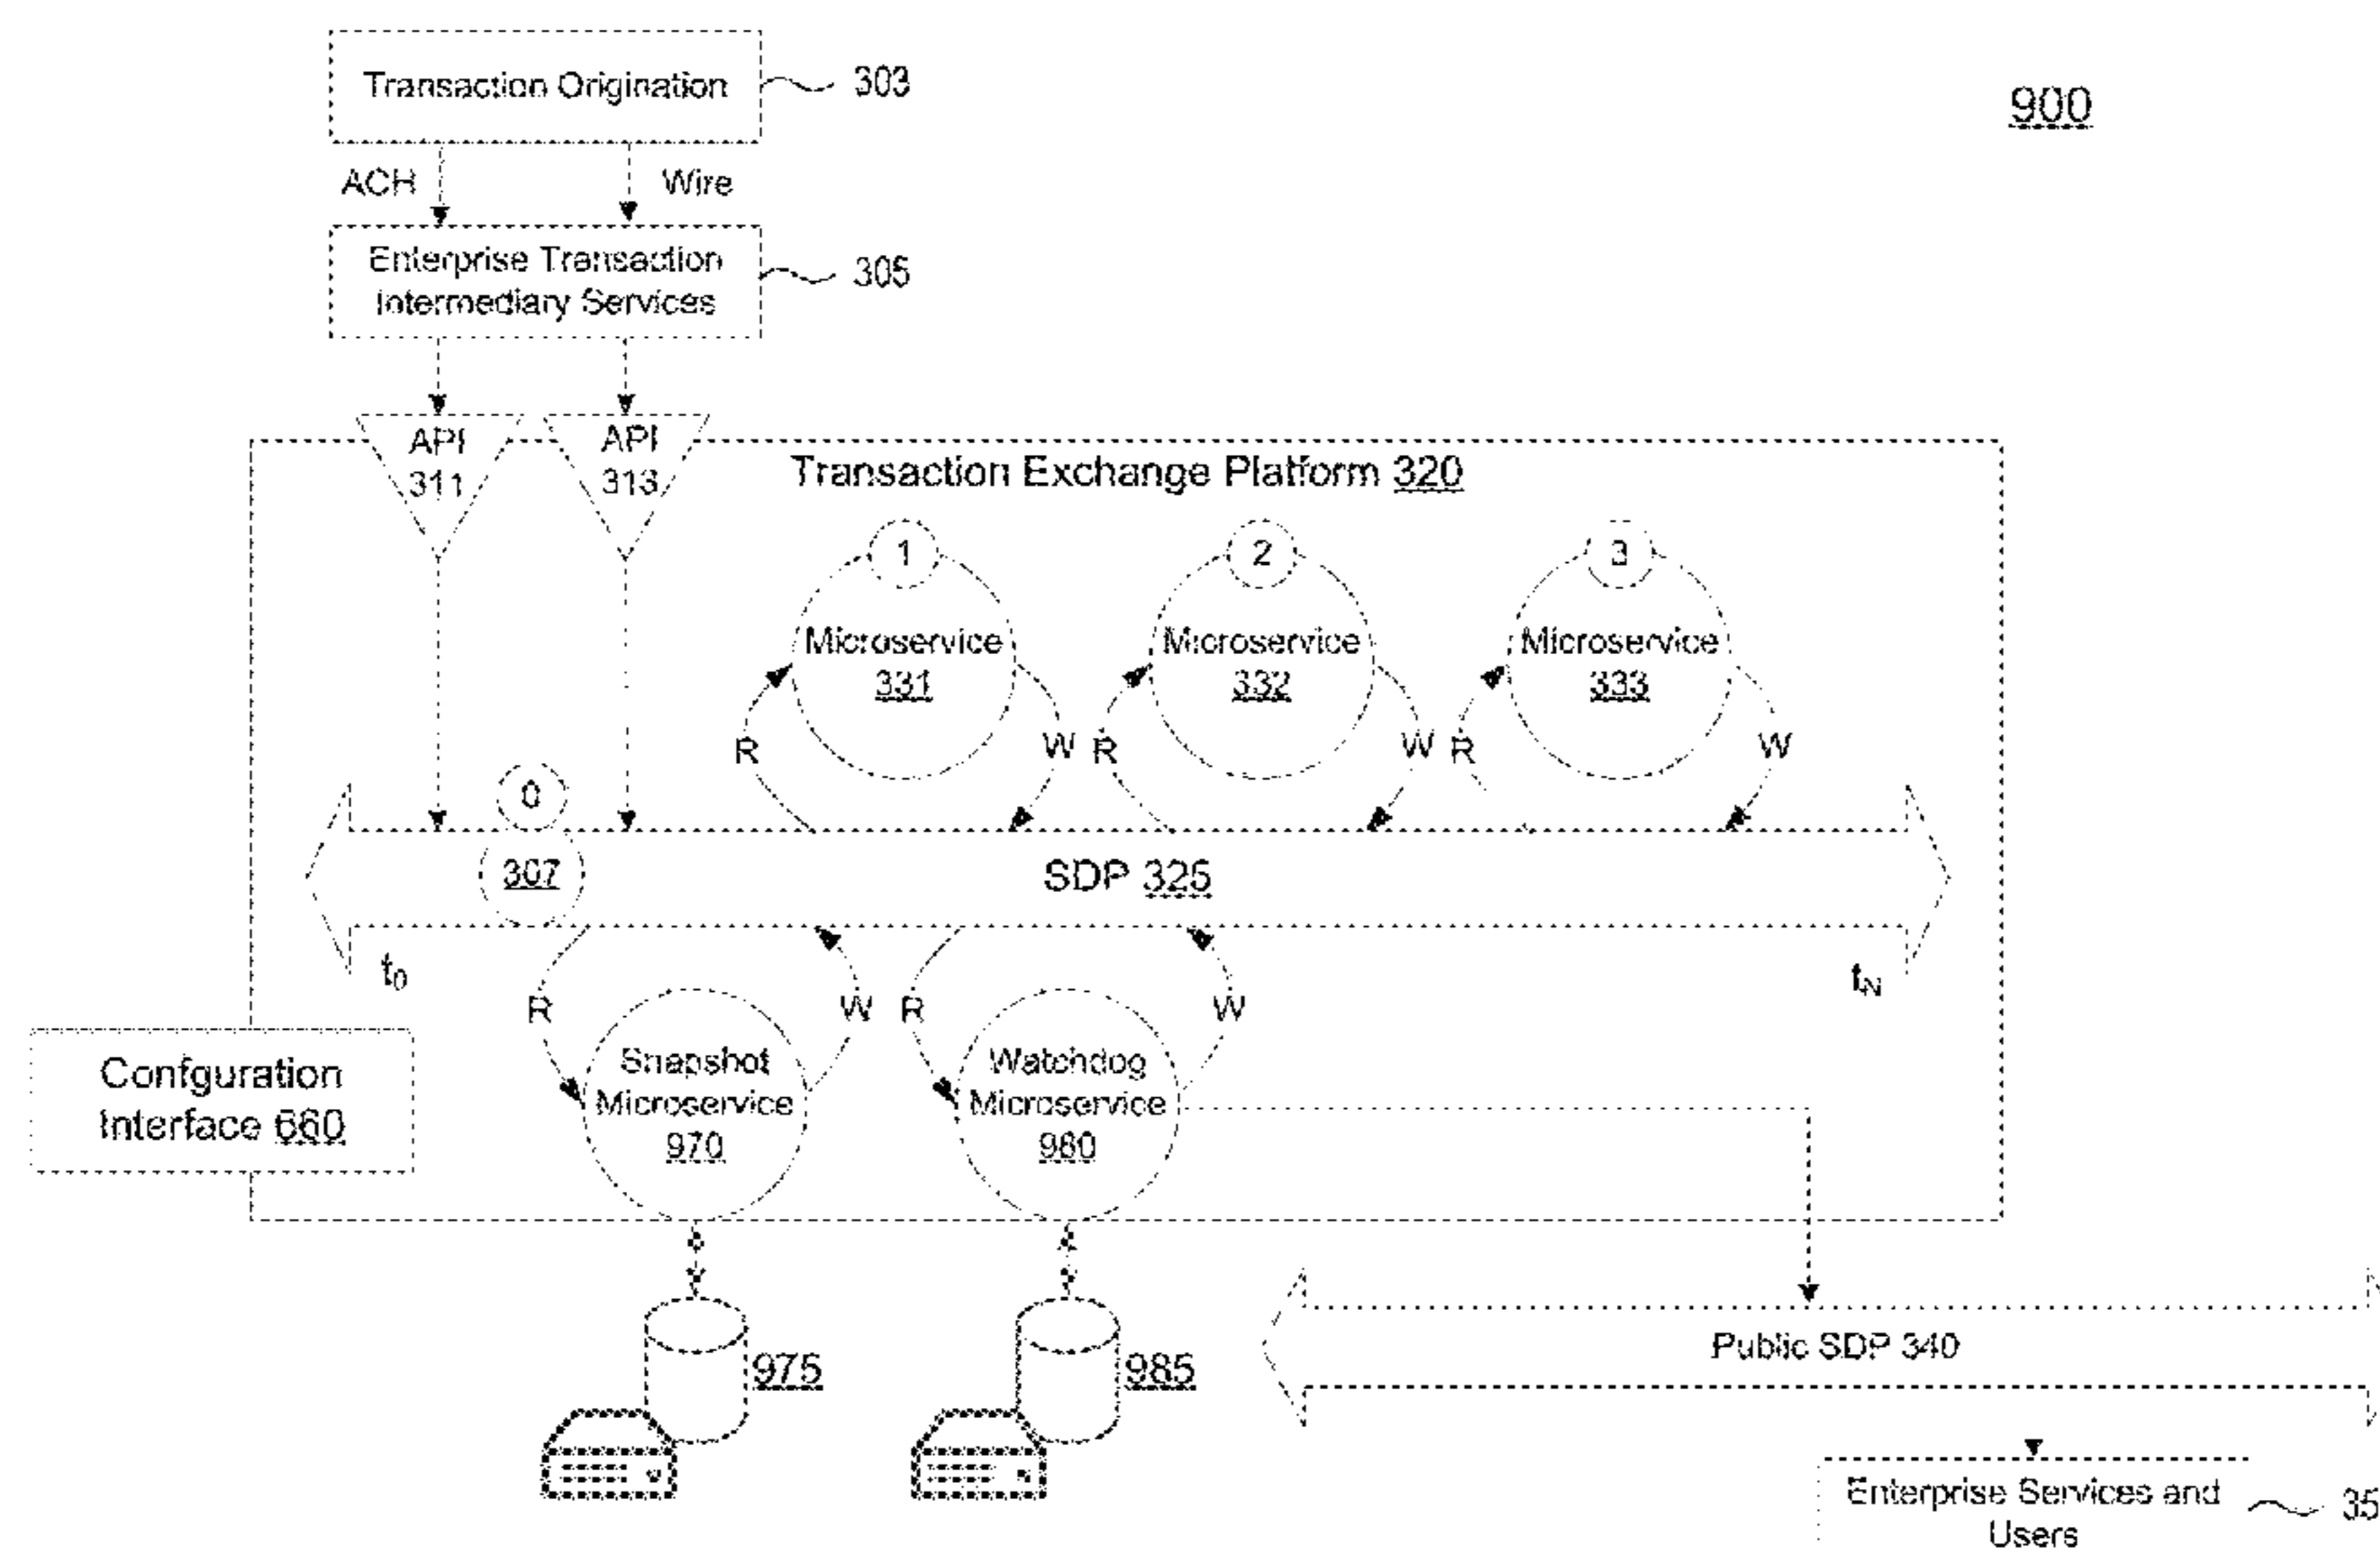 Transaction Origination
303
900
ACH
Wire
Enterprise Transaction
Intermediary Services
305
API
311
API
313
Transaction Exchange Platform 320
1
2
3
Microservice
331
Microservice
332
Microservice
333
R
W
R
W
R
W
0
307
SDP 325
t0
tN
R
W
R
W
Confguration
Interface 660
Snapshot
Microservice
970
Watchdog
Microservice
980
975
985
Public SDP 340
Enterprise Services and
Users
35